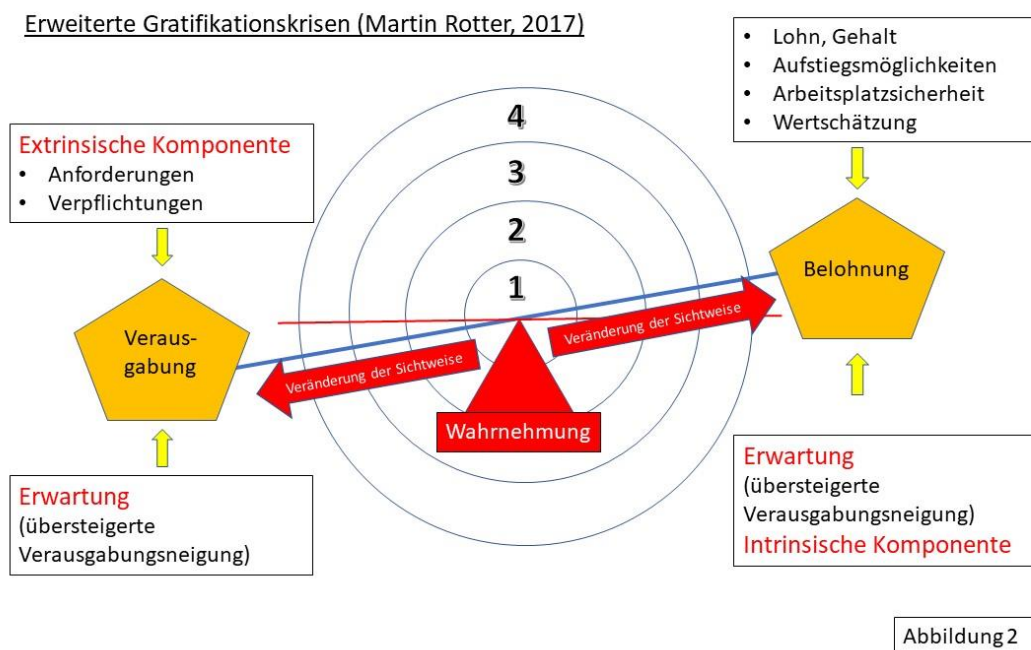 Erweiterte Gratifikationskrisen (Martin Rotter, 2017)
• Lohn, Gehalt
• Aufstiegsmöglichkeiten
• Arbeitsplatzsicherheit
• Wertschätzung
Extrinsische Komponente
• Anforderungen
• Verpflichtungen
4
3
2
1
Belohnung
Veraus-
gabung
Veränderung der Sichtweise
Veränderung der Sichtweise
Wahrnehmung
Erwartung
(übersteigerte
Verausgabungsneigung)
Erwartung
(übersteigerte
Verausgabungsneigung)
Intrinsische Komponente
Abbildung 2